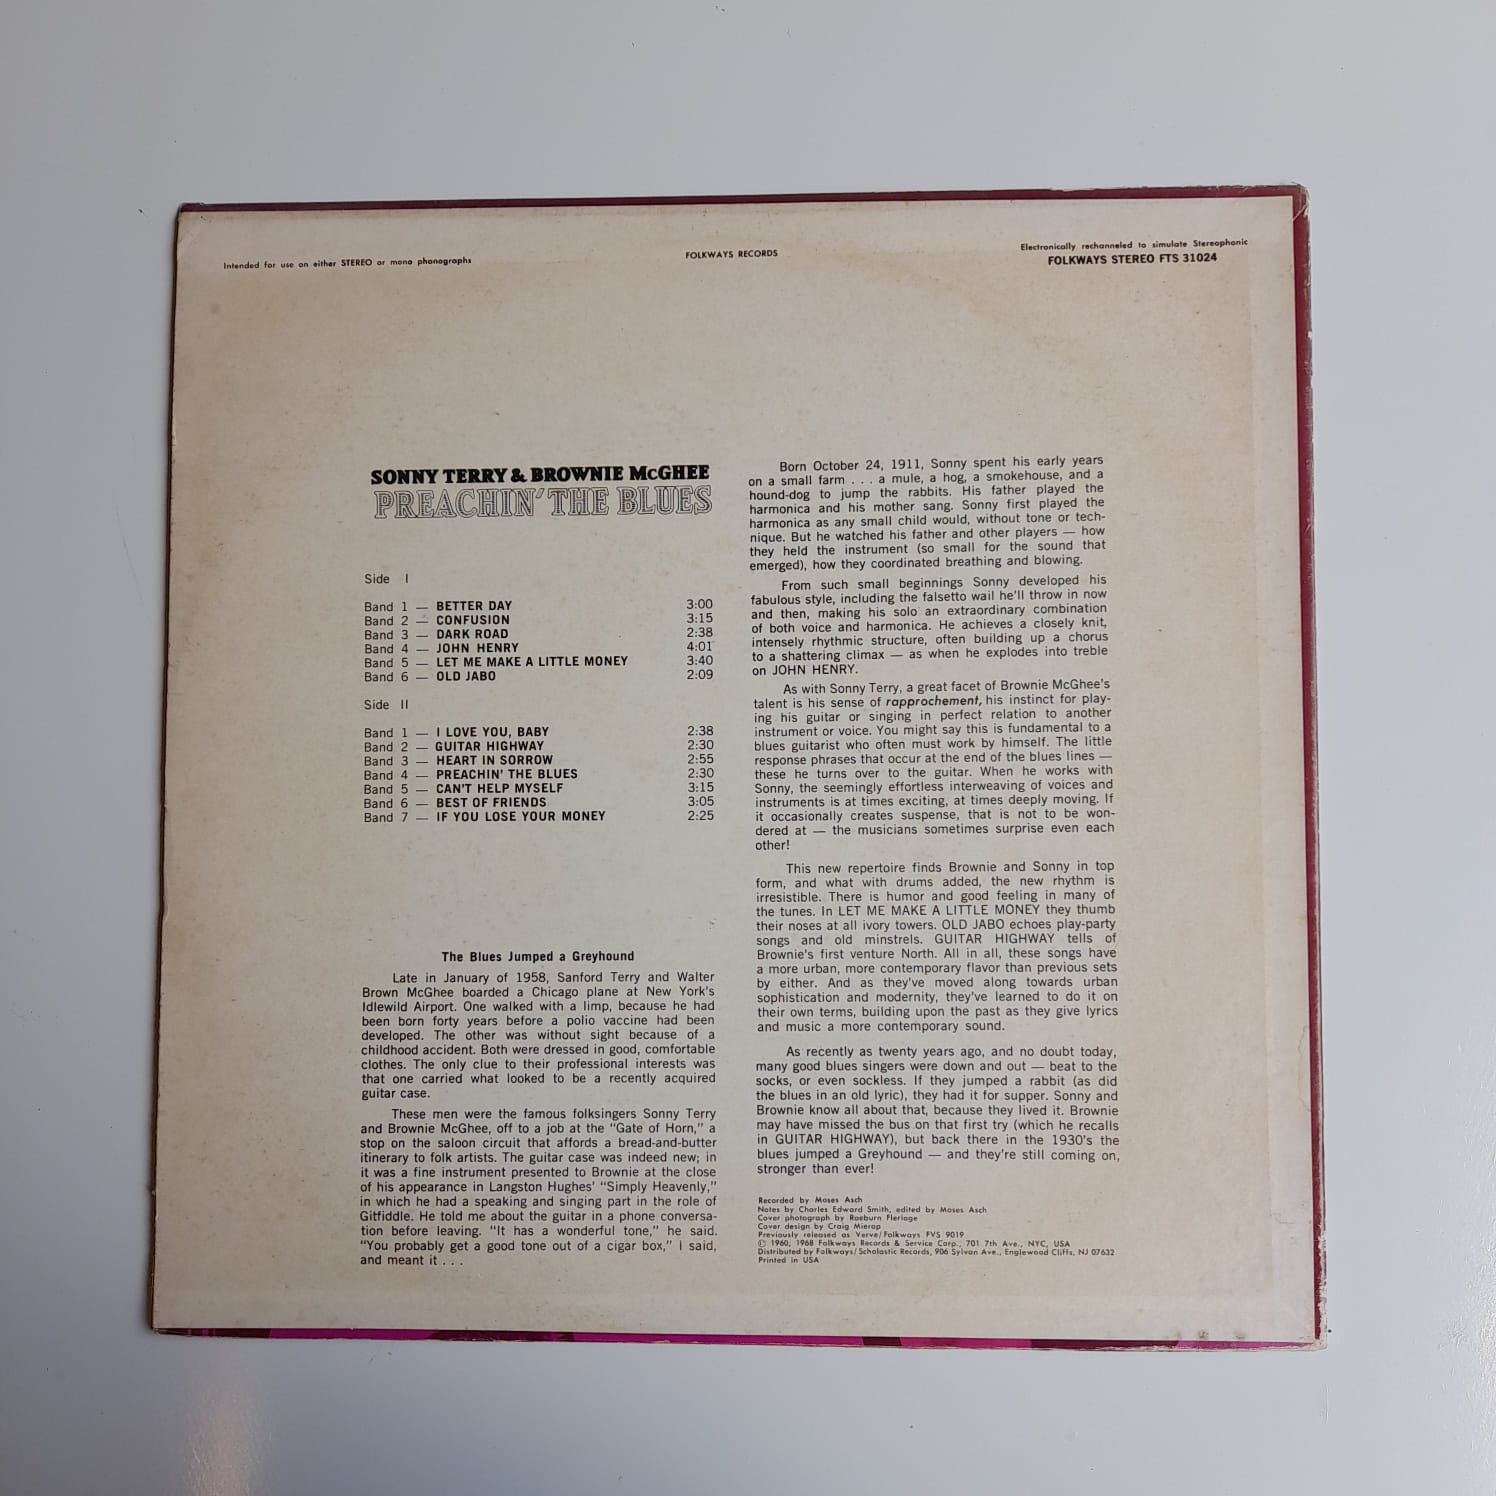 Intended for use on either STEREO or mono phonographs
FOLKWAYS RECORDS
Electronically rechanneled to simulate Stereophonic
FOLKWAYS STEREO FTS 31024
SONNY TERRY & BROWNIE McGHEE
PREACHIN' THE BLUES
Side I
Band 1 — BETTER DAY 3:00
Band 2 — CONFUSION 3:15
Band 3 — DARK ROAD 2:38
Band 4 — JOHN HENRY 4:01
Band 5 — LET ME MAKE A LITTLE MONEY 3:40
Band 6 — OLD JABO 2:09
Side II
Band 1 — I LOVE YOU, BABY 2:38
Band 2 — GUITAR HIGHWAY 2:30
Band 3 — HEART IN SORROW 2:55
Band 4 — PREACHIN' THE BLUES 2:30
Band 5 — CAN'T HELP MYSELF 3:15
Band 6 — BEST OF FRIENDS 3:05
Band 7 — IF YOU LOSE YOUR MONEY 2:25
The Blues Jumped a Greyhound
Late in January of 1958, Sanford Terry and Walter
Brown McGhee boarded a Chicago plane at New York's
Idlewild Airport. One walked with a limp, because he had
been born forty years before a polio vaccine had been
developed. The other was without sight because of a
childhood accident. Both were dressed in good, comfortable
clothes. The only clue to their professional interests was
that one carried what looked to be a recently acquired
guitar case.
These men were the famous folksingers Sonny Terry
and Brownie McGhee, off to a job at the "Gate of Horn," a
stop on the saloon circuit that affords a bread-and-butter
itinerary to folk artists. The guitar case was indeed new; in
it was a fine instrument presented to Brownie at the close
of his appearance in Langston Hughes' "Simply Heavenly,"
in which he had a speaking and singing part in the role of
Gitfiddle. He told me about the guitar in a phone conversa-
tion before leaving. "It has a wonderful tone," he said.
"You probably get a good tone out of a cigar box," I said,
and meant it . . .
Born October 24, 1911, Sonny spent his early years
on a small farm . . . a mule, a hog, a smokehouse, and a
hound-dog to jump the rabbits. His father played the
harmonica and his mother sang. Sonny first played the
harmonica as any small child would, without tone or tech-
nique. But he watched his father and other players — how
they held the instrument (so small for the sound that
emerged), how they coordinated breathing and blowing.
From such small beginnings Sonny developed his
fabulous style, including the falsetto wail he'll throw in now
and then, making his solo an extraordinary combination
of both voice and harmonica. He achieves a closely knit,
intensely rhythmic structure, often building up a chorus
to a shattering climax — as when he explodes into treble
on JOHN HENRY.
As with Sonny Terry, a great facet of Brownie McGhee's
talent is his sense of rapprochement, his instinct for play-
ing his guitar or singing in perfect relation to another
instrument or voice. You might say this is fundamental to a
blues guitarist who often must work by himself. The little
response phrases that occur at the end of the blues lines —
these he turns over to the guitar. When he works with
Sonny, the seemingly effortless interweaving of voices and
instruments is at times exciting, at times deeply moving. If
it occasionally creates suspense, that is not to be won-
dered at — the musicians sometimes surprise even each
other!
This new repertoire finds Brownie and Sonny in top
form, and what with drums added, the new rhythm is
irresistible. There is humor and good feeling in many of
the tunes. In LET ME MAKE A LITTLE MONEY they thumb
their noses at all ivory towers. OLD JABO echoes play-party
songs and old minstrels. GUITAR HIGHWAY tells of
Brownie's first venture North. All in all, these songs have
a more urban, more contemporary flavor than previous sets
by either. And as they've moved along towards urban
sophistication and modernity, they've learned to do it on
their own terms, building upon the past as they give lyrics
and music a more contemporary sound.
As recently as twenty years ago, and no doubt today,
many good blues singers were down and out — beat to the
socks, or even sockless. If they jumped a rabbit (as did
the blues in an old lyric), they had it for supper. Sonny and
Brownie know all about that, because they lived it. Brownie
may have missed the bus on that first try (which he recalls
in GUITAR HIGHWAY), but back there in the 1930's the
blues jumped a Greyhound — and they're still coming on,
stronger than ever!
Recorded by Moses Asch
Notes by Charles Edward Smith, edited by Moses Asch
Cover photograph by Raeburn Flerlage
Cover design by Craig Mierop
Previously released as Verve/Folkways FVS 9019
Ⓟ 1960, 1968 Folkways Records & Service Corp., 701 7th Ave., NYC, USA
Distributed by Folkways/Scholastic Records, 906 Sylvan Ave., Englewood Cliffs, NJ 07632
Printed in USA